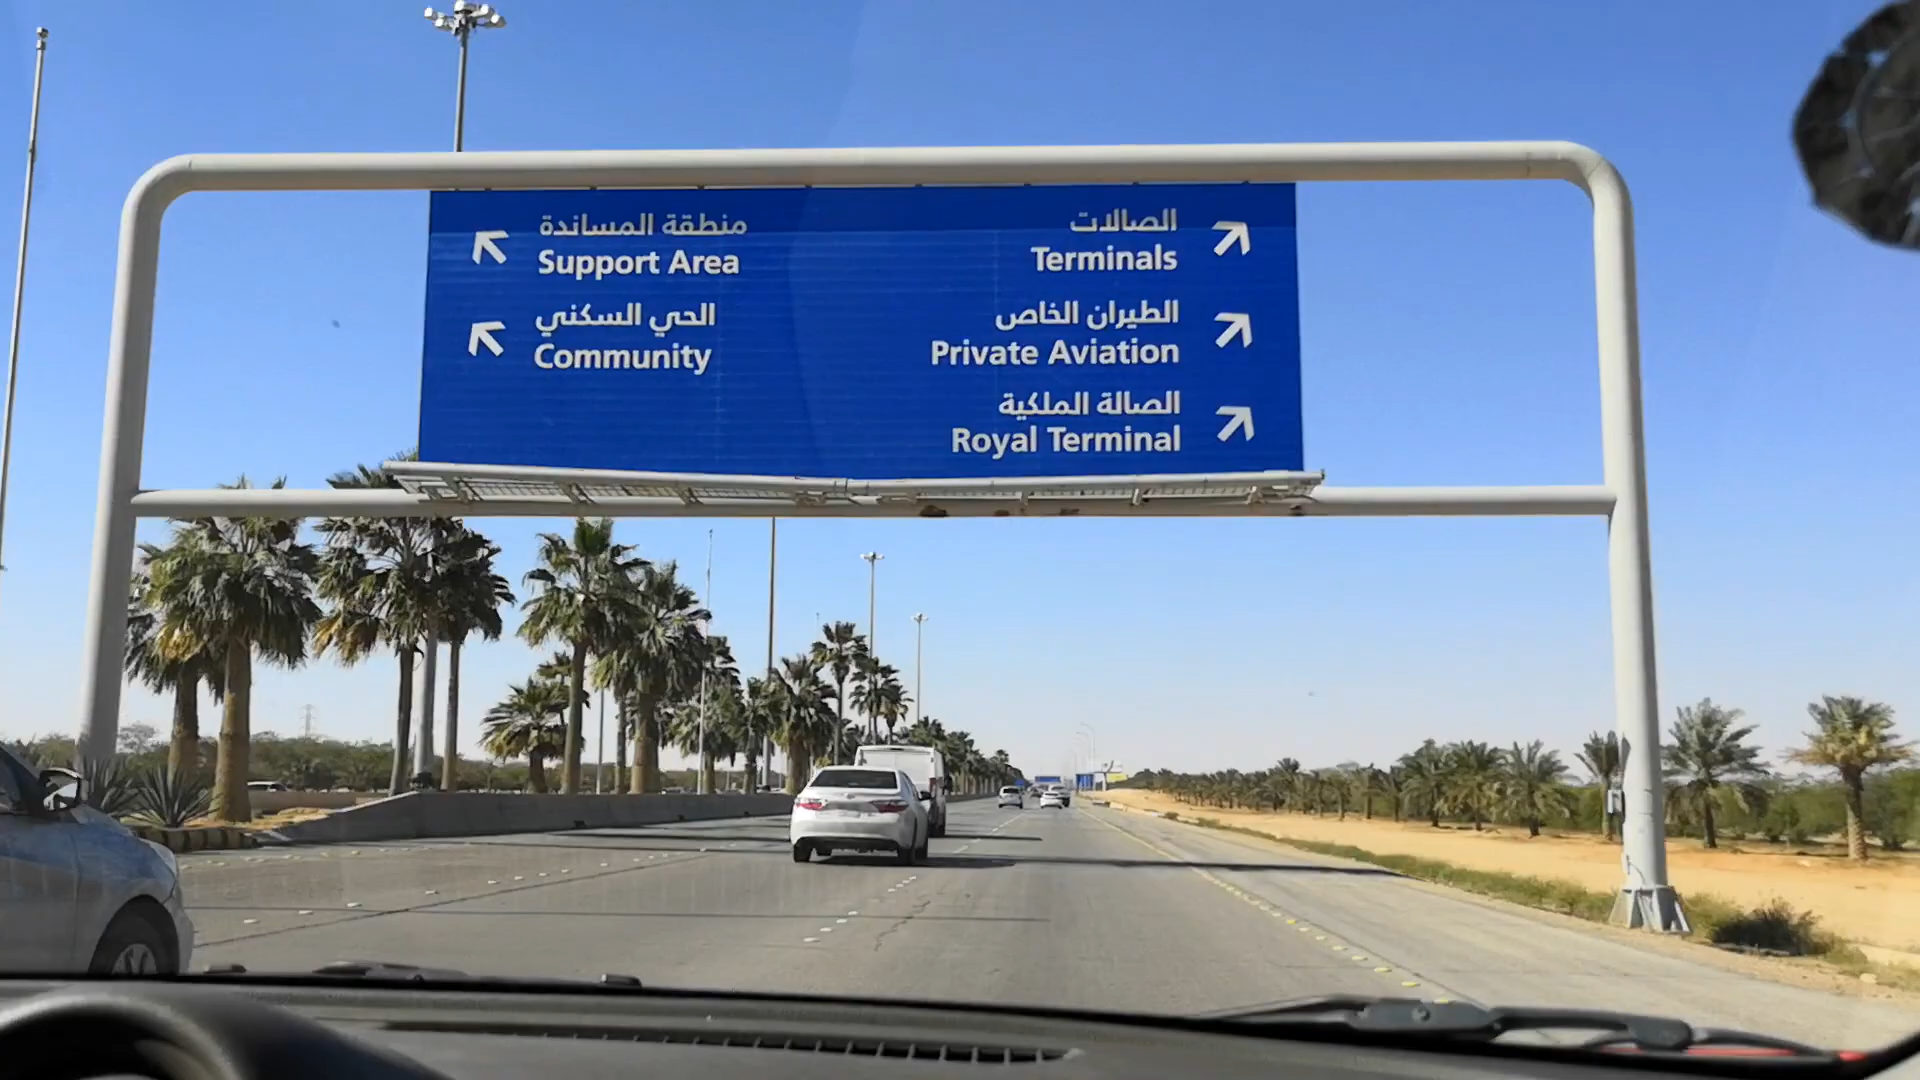 منطقة المساندة
Support Area
الحي السكني
Community
الصالات
Terminals
الطيران الخاص
Private Aviation
الصالة الملكية
Royal Terminal